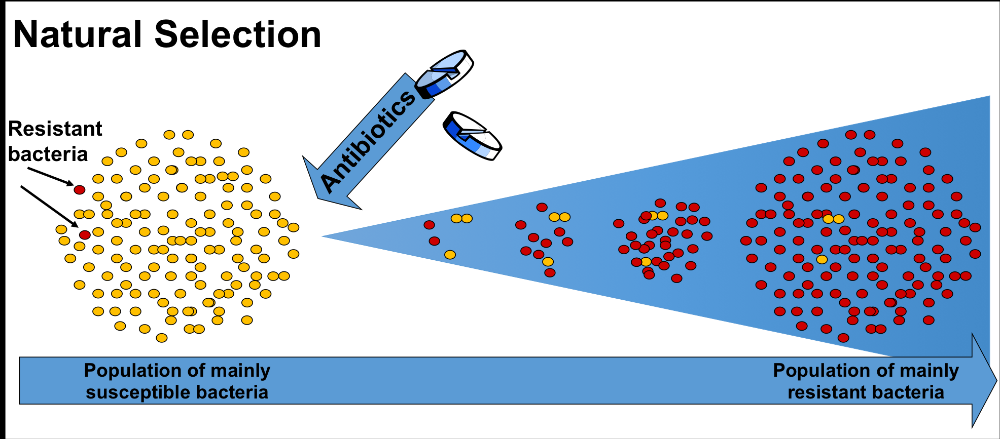 Natural Selection
Antibiotics
Resistant
bacteria
Population of mainly
susceptible bacteria
Population of mainly
resistant bacteria